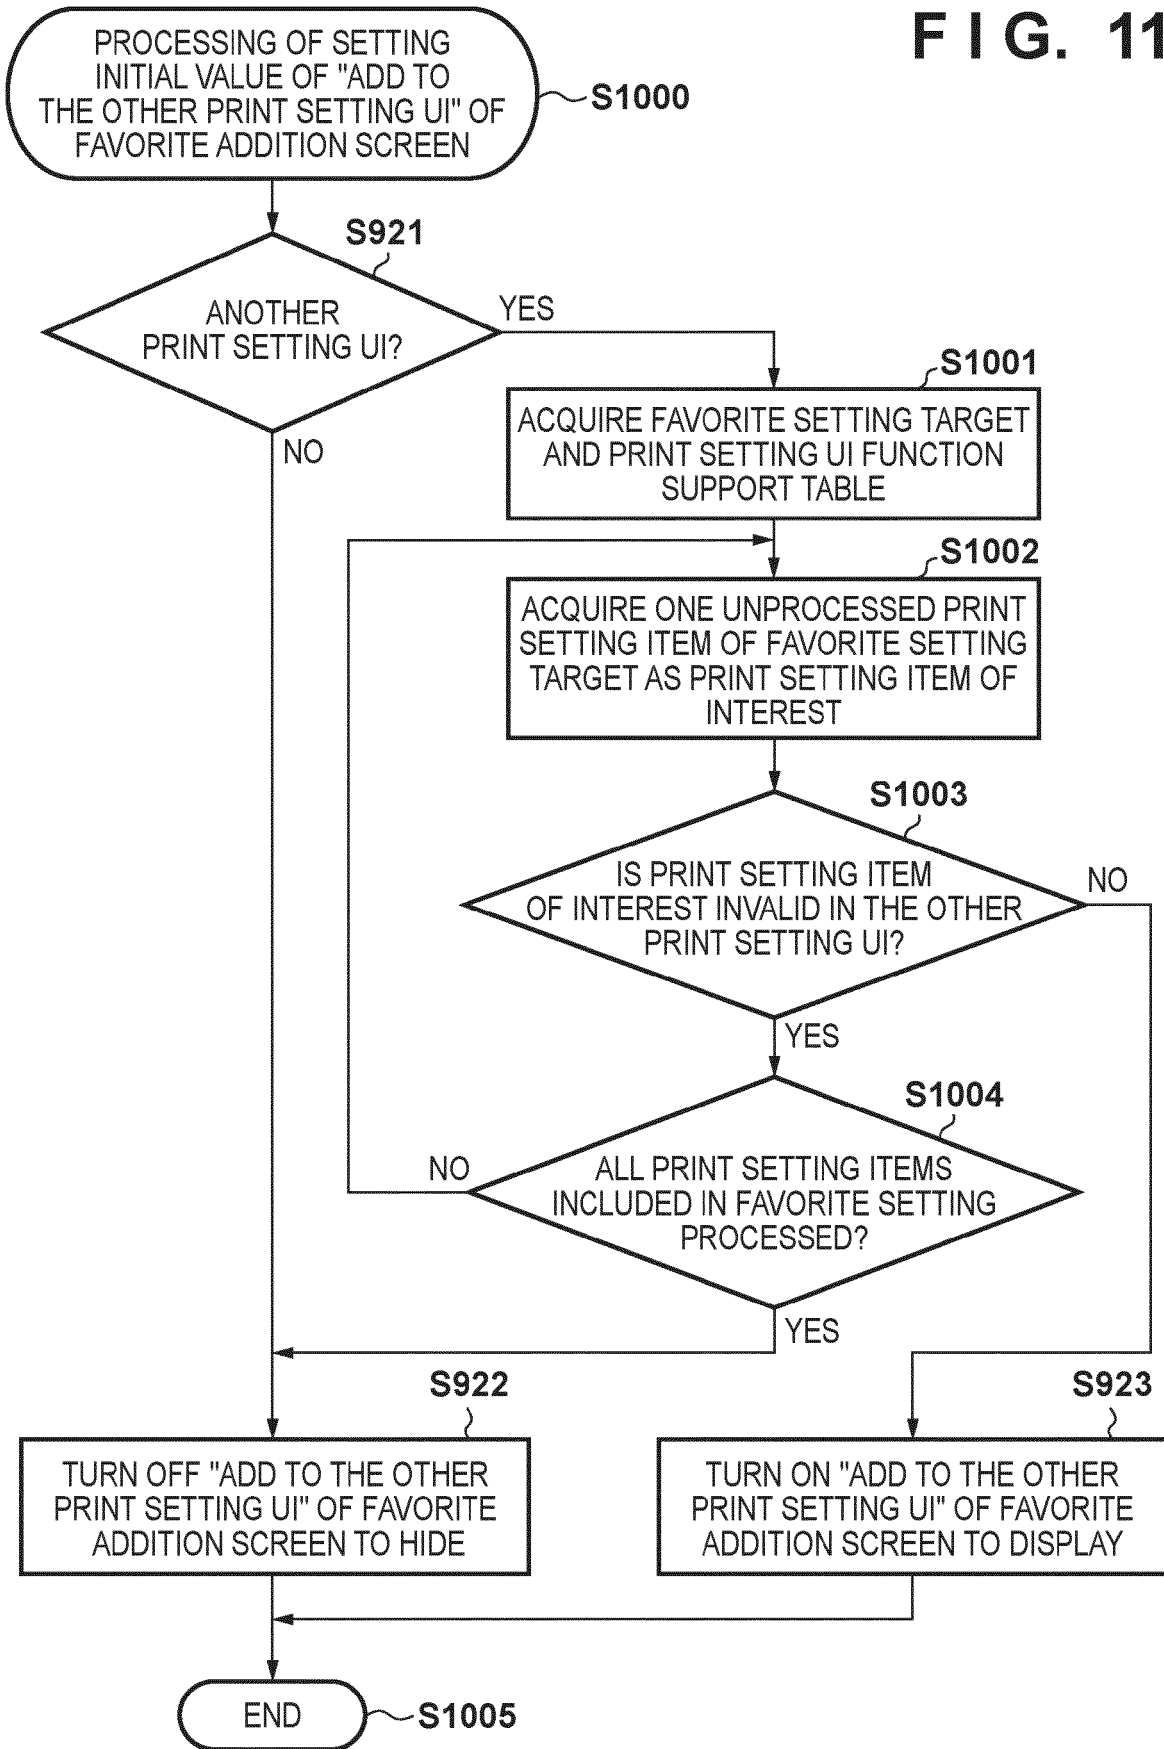 FIG. 11
PROCESSING OF SETTING
INITIAL VALUE OF "ADD TO
THE OTHER PRINT SETTING UI" OF
FAVORITE ADDITION SCREEN
S1000
S921
ANOTHER
PRINT SETTING UI?
YES
NO
S1001
ACQUIRE FAVORITE SETTING TARGET
AND PRINT SETTING UI FUNCTION
SUPPORT TABLE
S1002
ACQUIRE ONE UNPROCESSED PRINT
SETTING ITEM OF FAVORITE SETTING
TARGET AS PRINT SETTING ITEM OF
INTEREST
S1003
IS PRINT SETTING ITEM
OF INTEREST INVALID IN THE OTHER
PRINT SETTING UI?
NO
YES
S1004
ALL PRINT SETTING ITEMS
INCLUDED IN FAVORITE SETTING
PROCESSED?
NO
YES
S922
TURN OFF "ADD TO THE OTHER
PRINT SETTING UI" OF FAVORITE
ADDITION SCREEN TO HIDE
S923
TURN ON "ADD TO THE OTHER
PRINT SETTING UI" OF FAVORITE
ADDITION SCREEN TO DISPLAY
END
S1005